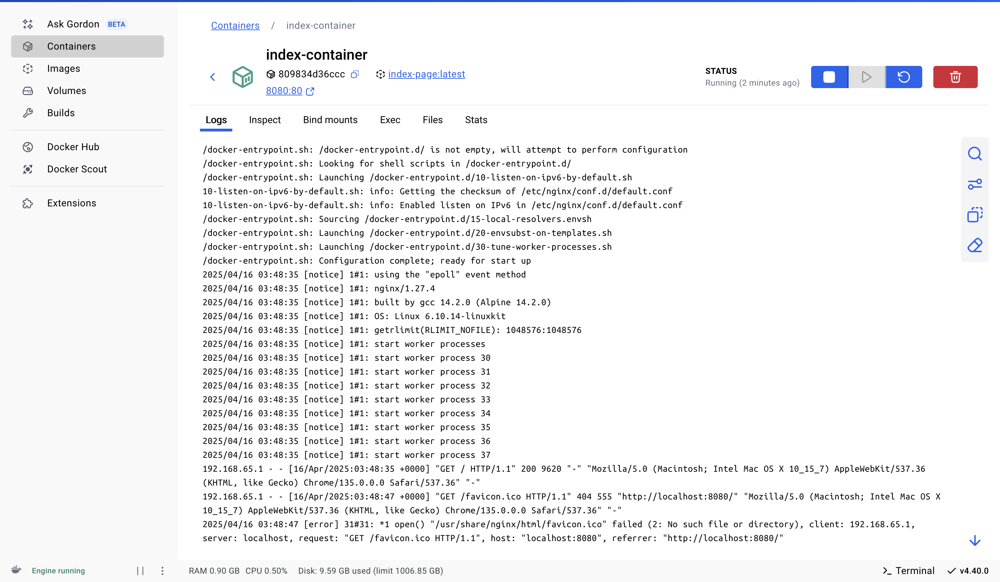 Ask Gordon BETA
Containers
Images
Volumes
Builds
Docker Hub
Docker Scout
Extensions
Containers / index-container
index-container
809834d36ccc index-page:latest
8080:80
STATUS
Running (2 minutes ago)
Logs Inspect Bind mounts Exec Files Stats
/docker-entrypoint.sh: /docker-entrypoint.d/ is not empty, will attempt to perform configuration
/docker-entrypoint.sh: Looking for shell scripts in /docker-entrypoint.d/
/docker-entrypoint.sh: Launching /docker-entrypoint.d/10-listen-on-ipv6-by-default.sh
10-listen-on-ipv6-by-default.sh: info: Getting the checksum of /etc/nginx/conf.d/default.conf
10-listen-on-ipv6-by-default.sh: info: Enabled listen on IPv6 in /etc/nginx/conf.d/default.conf
/docker-entrypoint.sh: Sourcing /docker-entrypoint.d/15-local-resolvers.envsh
/docker-entrypoint.sh: Launching /docker-entrypoint.d/20-envsubst-on-templates.sh
/docker-entrypoint.sh: Launching /docker-entrypoint.d/30-tune-worker-processes.sh
/docker-entrypoint.sh: Configuration complete; ready for start up
2025/04/16 03:48:35 [notice] 1#1: using the "epoll" event method
2025/04/16 03:48:35 [notice] 1#1: nginx/1.27.4
2025/04/16 03:48:35 [notice] 1#1: built by gcc 14.2.0 (Alpine 14.2.0)
2025/04/16 03:48:35 [notice] 1#1: OS: Linux 6.10.14-linuxkit
2025/04/16 03:48:35 [notice] 1#1: getrlimit(RLIMIT_NOFILE): 1048576:1048576
2025/04/16 03:48:35 [notice] 1#1: start worker processes
2025/04/16 03:48:35 [notice] 1#1: start worker process 30
2025/04/16 03:48:35 [notice] 1#1: start worker process 31
2025/04/16 03:48:35 [notice] 1#1: start worker process 32
2025/04/16 03:48:35 [notice] 1#1: start worker process 33
2025/04/16 03:48:35 [notice] 1#1: start worker process 34
2025/04/16 03:48:35 [notice] 1#1: start worker process 35
2025/04/16 03:48:35 [notice] 1#1: start worker process 36
2025/04/16 03:48:35 [notice] 1#1: start worker process 37
192.168.65.1 - - [16/Apr/2025:03:48:35 +0000] "GET / HTTP/1.1" 200 9620 "-" "Mozilla/5.0 (Macintosh; Intel Mac OS X 10_15_7) AppleWebKit/537.36
(KHTML, like Gecko) Chrome/135.0.0.0 Safari/537.36" "-"
192.168.65.1 - - [16/Apr/2025:03:48:47 +0000] "GET /favicon.ico HTTP/1.1" 404 555 "http://localhost:8080/" "Mozilla/5.0 (Macintosh; Intel Mac OS X
10_15_7) AppleWebKit/537.36 (KHTML, like Gecko) Chrome/135.0.0.0 Safari/537.36" "-"
2025/04/16 03:48:47 [error] 31#31: *1 open() "/usr/share/nginx/html/favicon.ico" failed (2: No such file or directory), client: 192.168.65.1,
server: localhost, request: "GET /favicon.ico HTTP/1.1", host: "localhost:8080", referrer: "http://localhost:8080/"
Engine running
RAM 0.90 GB CPU 0.50% Disk: 9.59 GB used (limit 1006.85 GB)
Terminal v4.40.0